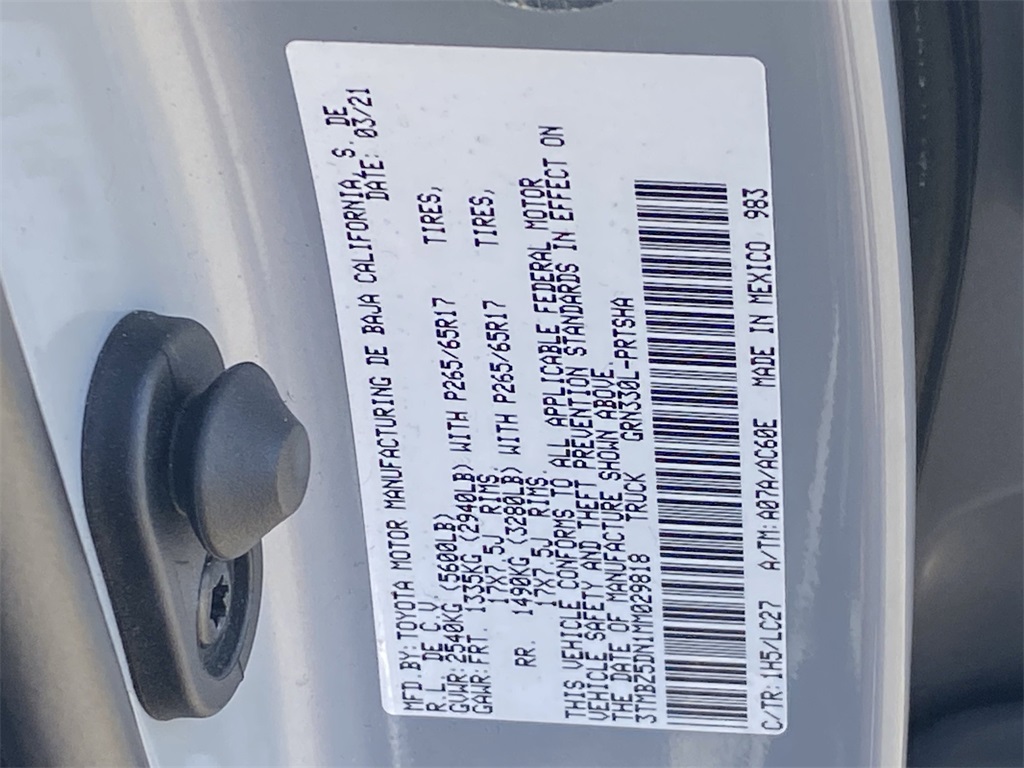 MFD.BY:TOYOTA MOTOR MANUFACTURING DE BAJA CALIFORNIA, S. DE
R.L. DE C.V. DATE: 03/21
GVWR:2540KG (5600LB)
GAWR:FRT. 1335KG (2940LB) WITH P265/65R17 TIRES,
17X7.5J RIMS,
RR. 1490KG (3280LB) WITH P265/65R17 TIRES,
17X7.5J RIMS.
THIS VEHICLE CONFORMS TO ALL APPLICABLE FEDERAL MOTOR
VEHICLE SAFETY AND THEFT PREVENTION STANDARDS IN EFFECT ON
THE DATE OF MANUFACTURE SHOWN ABOVE.
3TMBZ5DN1MM029818 TRUCK GRN330L-PRTSHA
C/TR:1H5/LC27 A/TM:A07A/AC60E MADE IN MEXICO 983